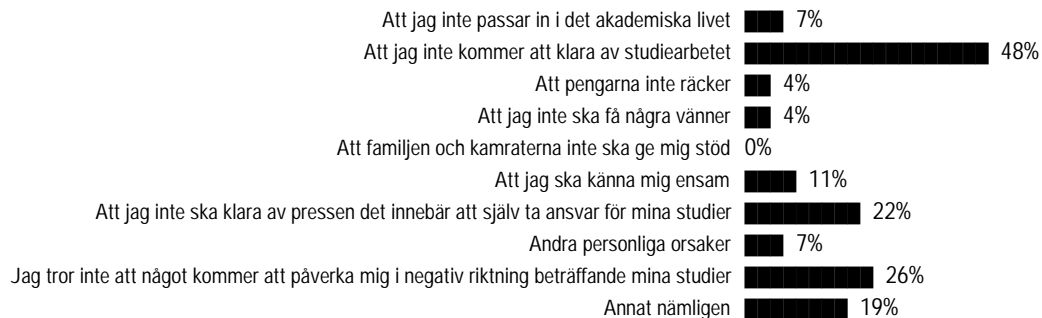 Att jag inte passar in i det akademiska livet 7%
Att jag inte kommer att klara av studiearbetet 48%
Att pengarna inte räcker 4%
Att jag inte ska få några vänner 4%
Att familjen och kamraterna inte ska ge mig stöd 0%
Att jag ska känna mig ensam 11%
Att jag inte ska klara av pressen det innebär att själv ta ansvar för mina studier 22%
Andra personliga orsaker 7%
Jag tror inte att något kommer att påverka mig i negativ riktning beträffande mina studier 26%
Annat nämligen 19%